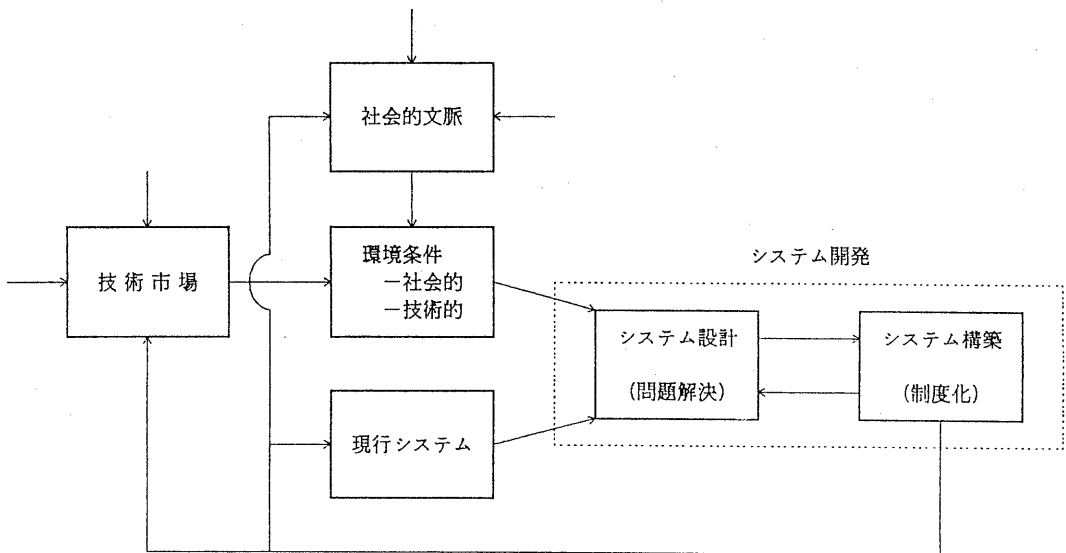 社会的文脈
技術市場
環境条件
－社会的
－技術的
システム開発
システム設計
(問題解決)
システム構築
(制度化)
現行システム